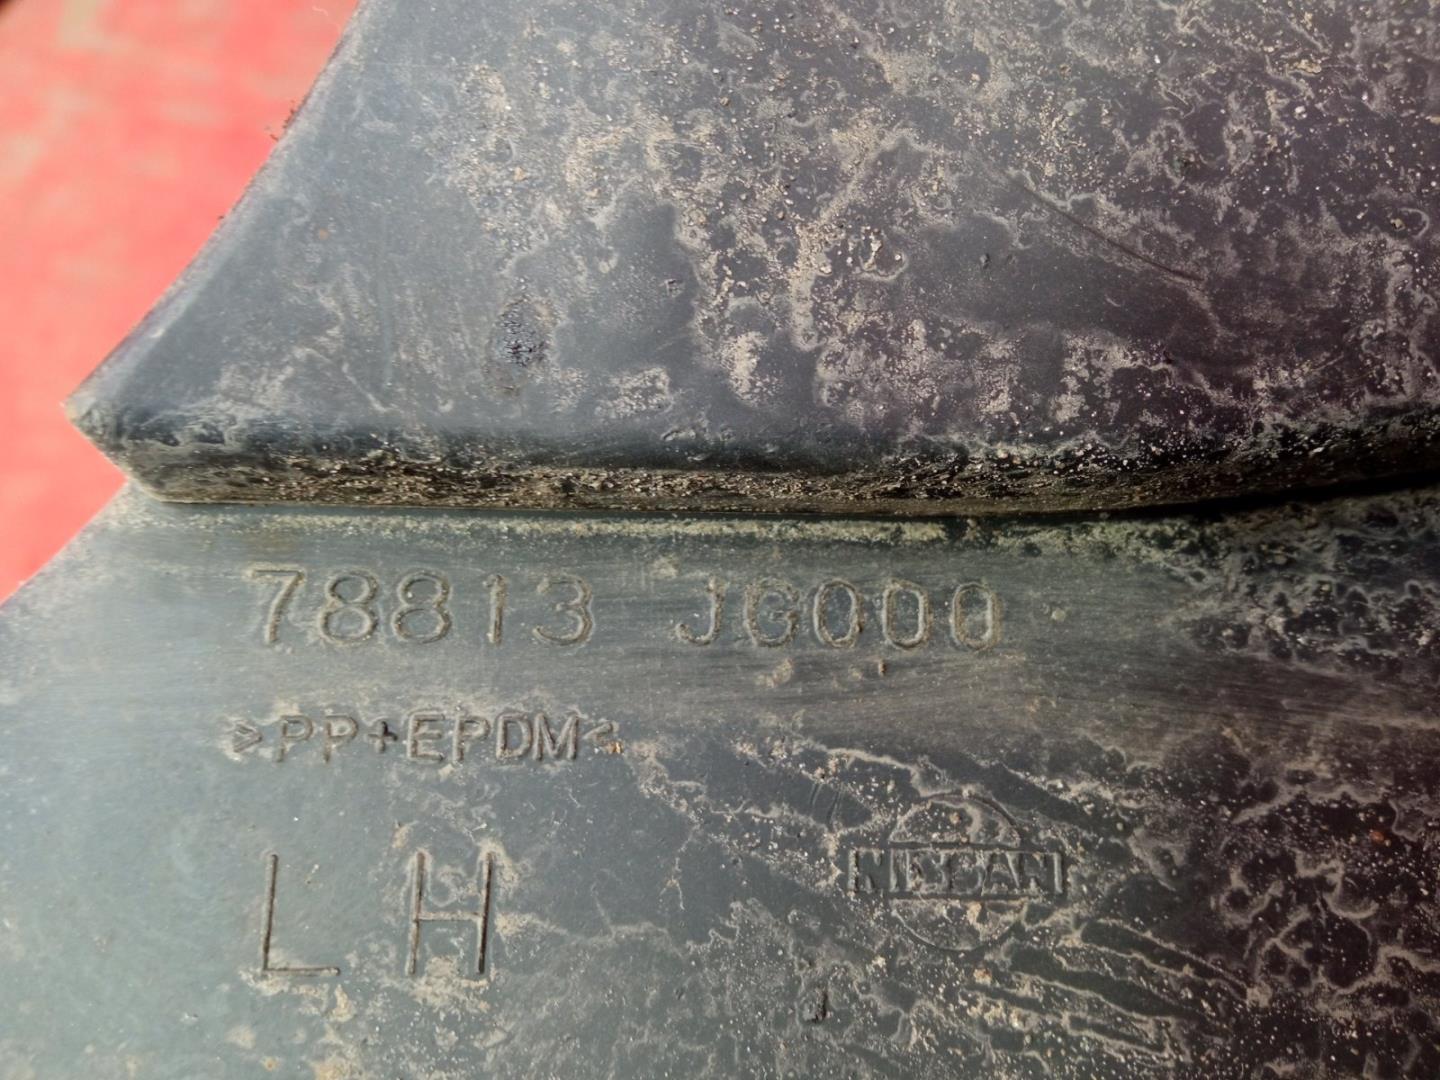 78813 JG000
>PP+EPDM<
LH
NISSAN